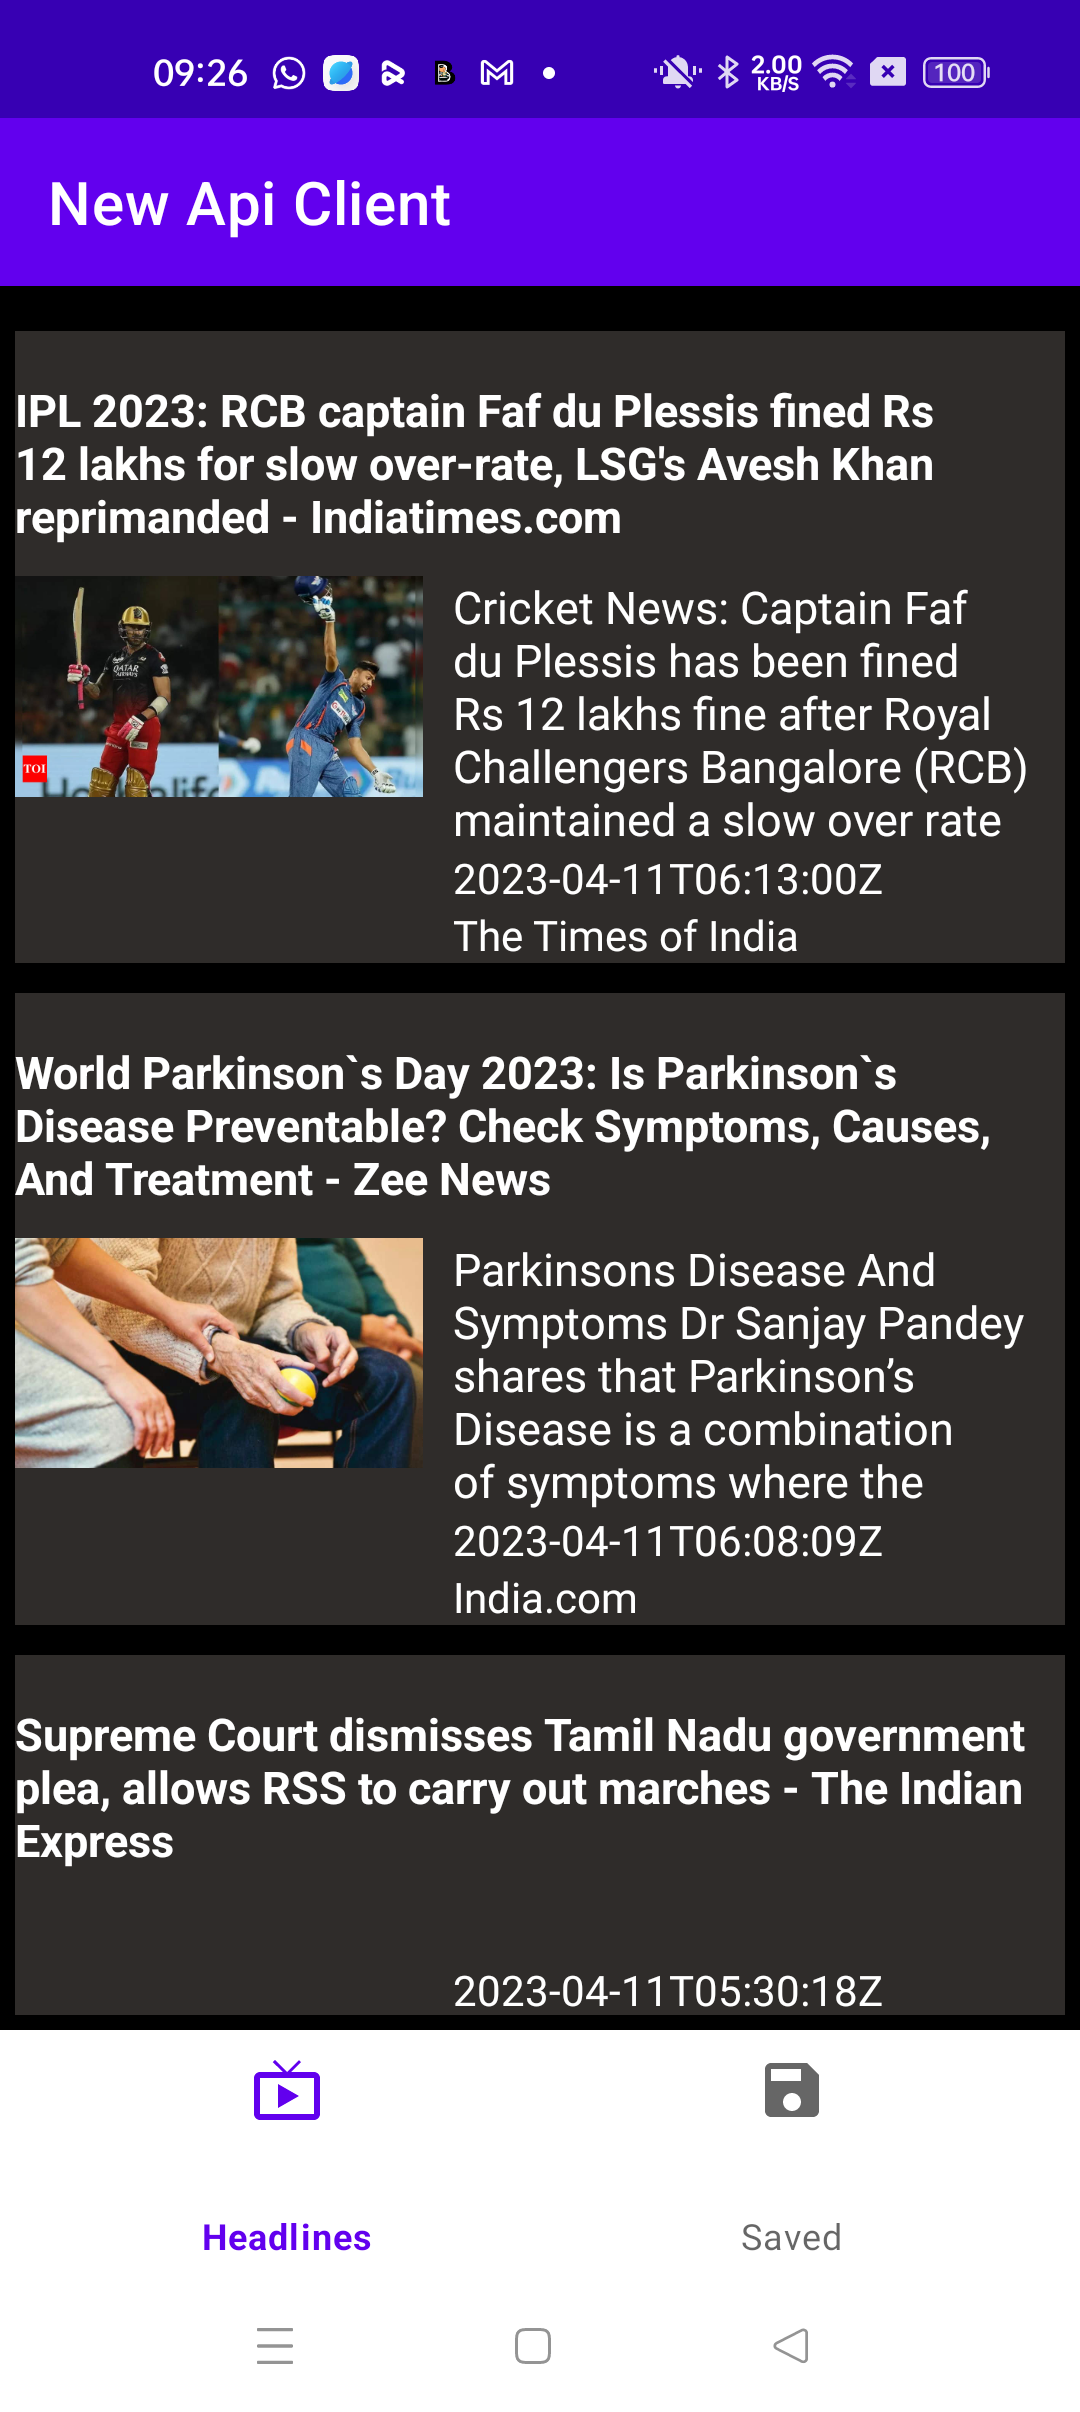 09:26
2.00
KB/S
100
New Api Client
IPL 2023: RCB captain Faf du Plessis fined Rs
12 lakhs for slow over-rate, LSG's Avesh Khan
reprimanded - Indiatimes.com
QATAR
AIRWAYS
TOI
Cricket News: Captain Faf
du Plessis has been fined
Rs 12 lakhs fine after Royal
Challengers Bangalore (RCB)
maintained a slow over rate
2023-04-11T06:13:00Z
The Times of India
World Parkinson`s Day 2023: Is Parkinson`s
Disease Preventable? Check Symptoms, Causes,
And Treatment - Zee News
Parkinsons Disease And
Symptoms Dr Sanjay Pandey
shares that Parkinson’s
Disease is a combination
of symptoms where the
2023-04-11T06:08:09Z
India.com
Supreme Court dismisses Tamil Nadu government
plea, allows RSS to carry out marches - The Indian
Express
2023-04-11T05:30:18Z
Headlines
Saved